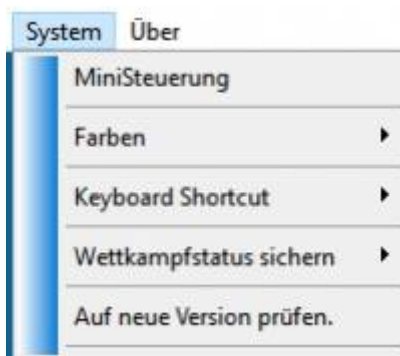 System Über
MiniSteuerung
Farben
Keyboard Shortcut
Wettkampfstatus sichern
Auf neue Version prüfen.